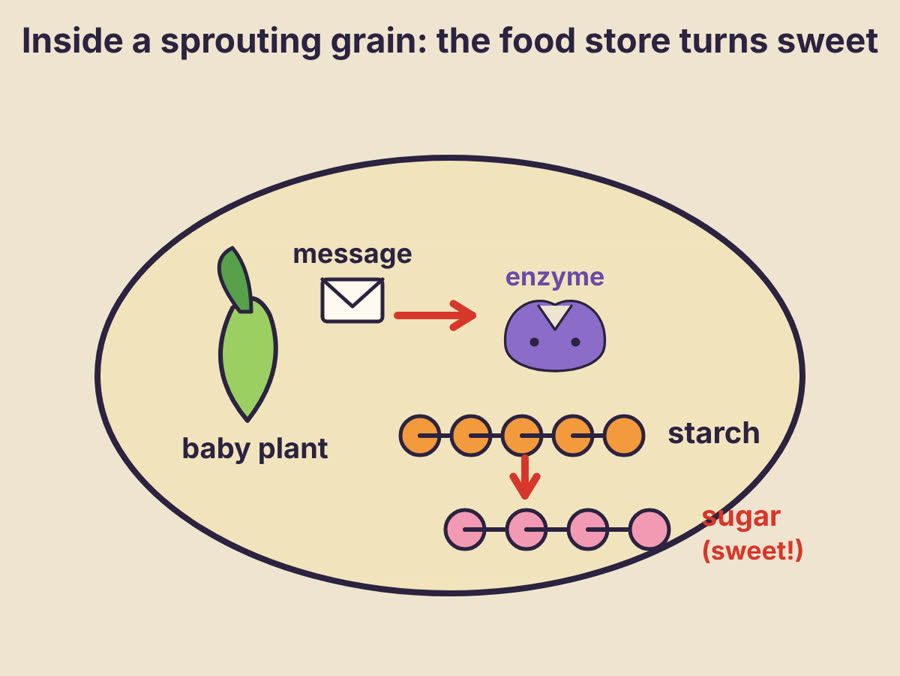 Inside a sprouting grain: the food store turns sweet
message
enzyme
baby plant
starch
sugar
(sweet!)